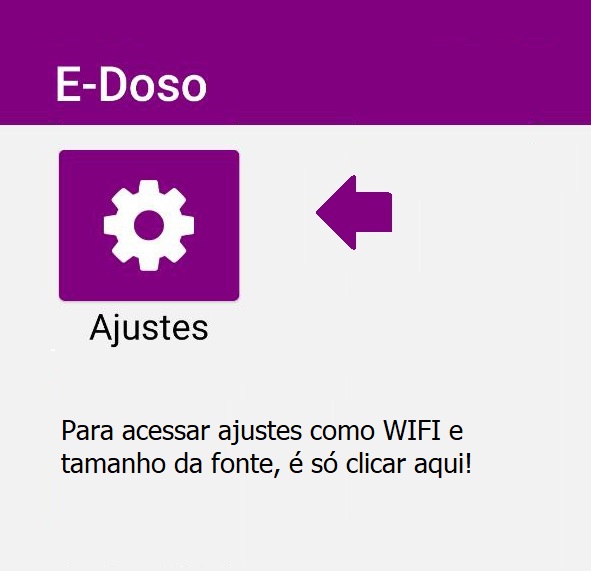 E-Doso
Ajustes
Para acessar ajustes como WIFI e
tamanho da fonte, é só clicar aqui!